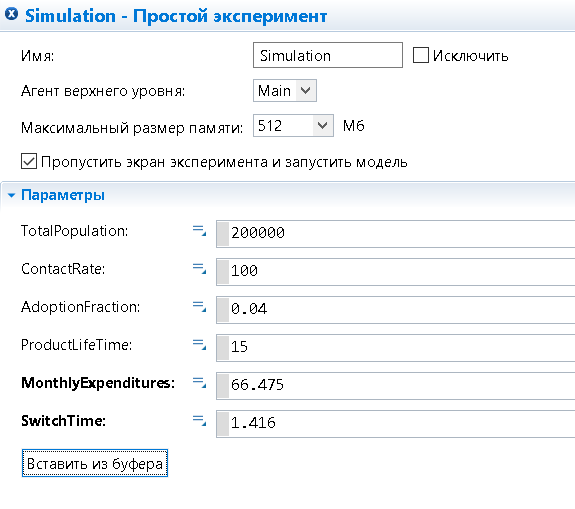 Simulation - Простой эксперимент
Имя: Simulation Исключить
Агент верхнего уровня: Main
Максимальный размер памяти: 512 Мб
Пропустить экран эксперимента и запустить модель
Параметры
TotalPopulation: 200000
ContactRate: 100
AdoptionFraction: 0.04
ProductLifeTime: 15
MonthlyExpenditures: 66.475
SwitchTime: 1.416
Вставить из буфера